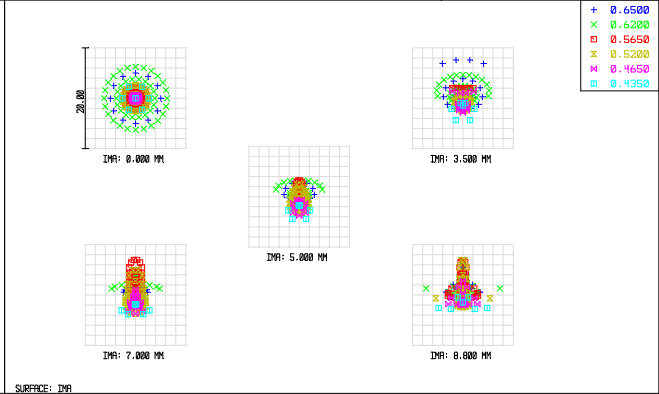 0.6500
0.6200
0.5650
0.5200
0.4650
0.4350
20.00
IMA: 0.000 MM
IMA: 3.500 MM
IMA: 5.000 MM
IMA: 7.000 MM
IMA: 8.800 MM
SURFACE: IMA